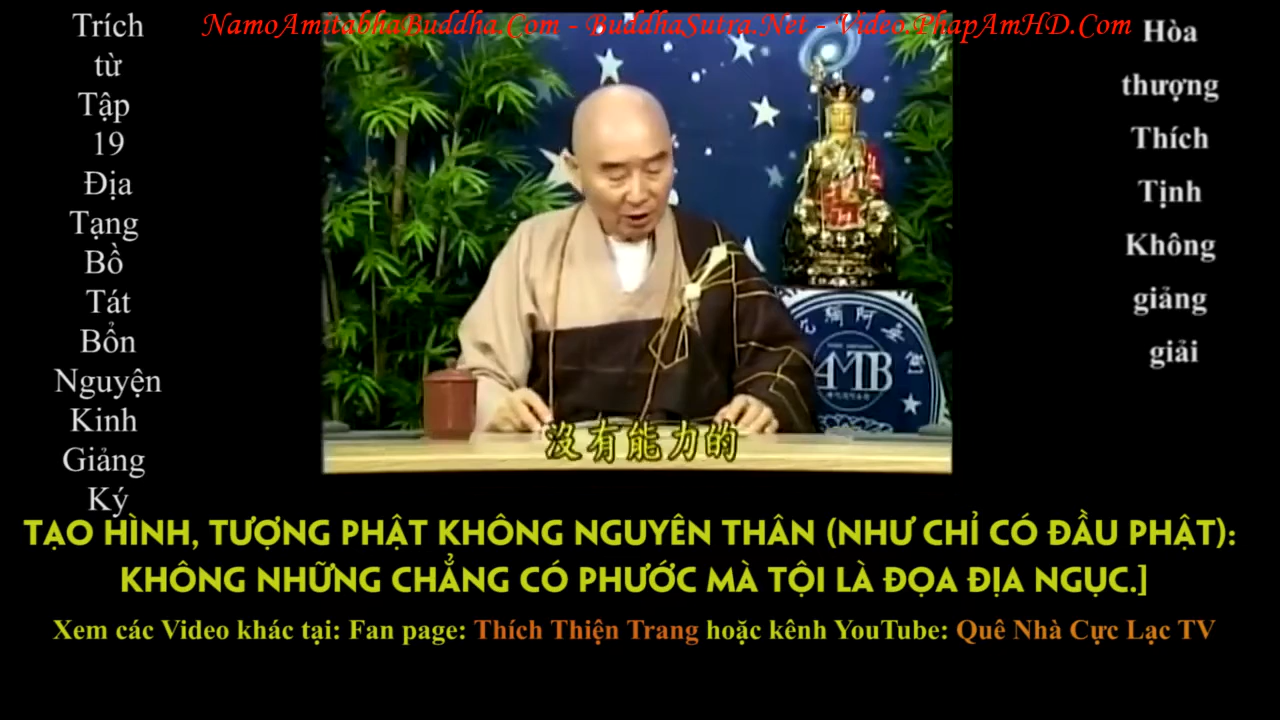 NamoAmitabhaBuddha.Com - BuddhaSutra.Net - Video.PhapAmHD.Com
Trích
từ
Tập
19
Địa
Tạng
Bồ
Tát
Bổn
Nguyện
Kinh
Giảng
Ký
Hòa
thượng
Thích
Tịnh
Không
giảng
giải
AMTB
沒有能力的
TẠO HÌNH, TƯỢNG PHẬT KHÔNG NGUYÊN THÂN (NHƯ CHỈ CÓ ĐẦU PHẬT):
KHÔNG NHỮNG CHẲNG CÓ PHƯỚC MÀ TỘI LÀ ĐỌA ĐỊA NGỤC.]
Xem các Video khác tại: Fan page: Thích Thiện Trang hoặc kênh YouTube: Quê Nhà Cực Lạc TV